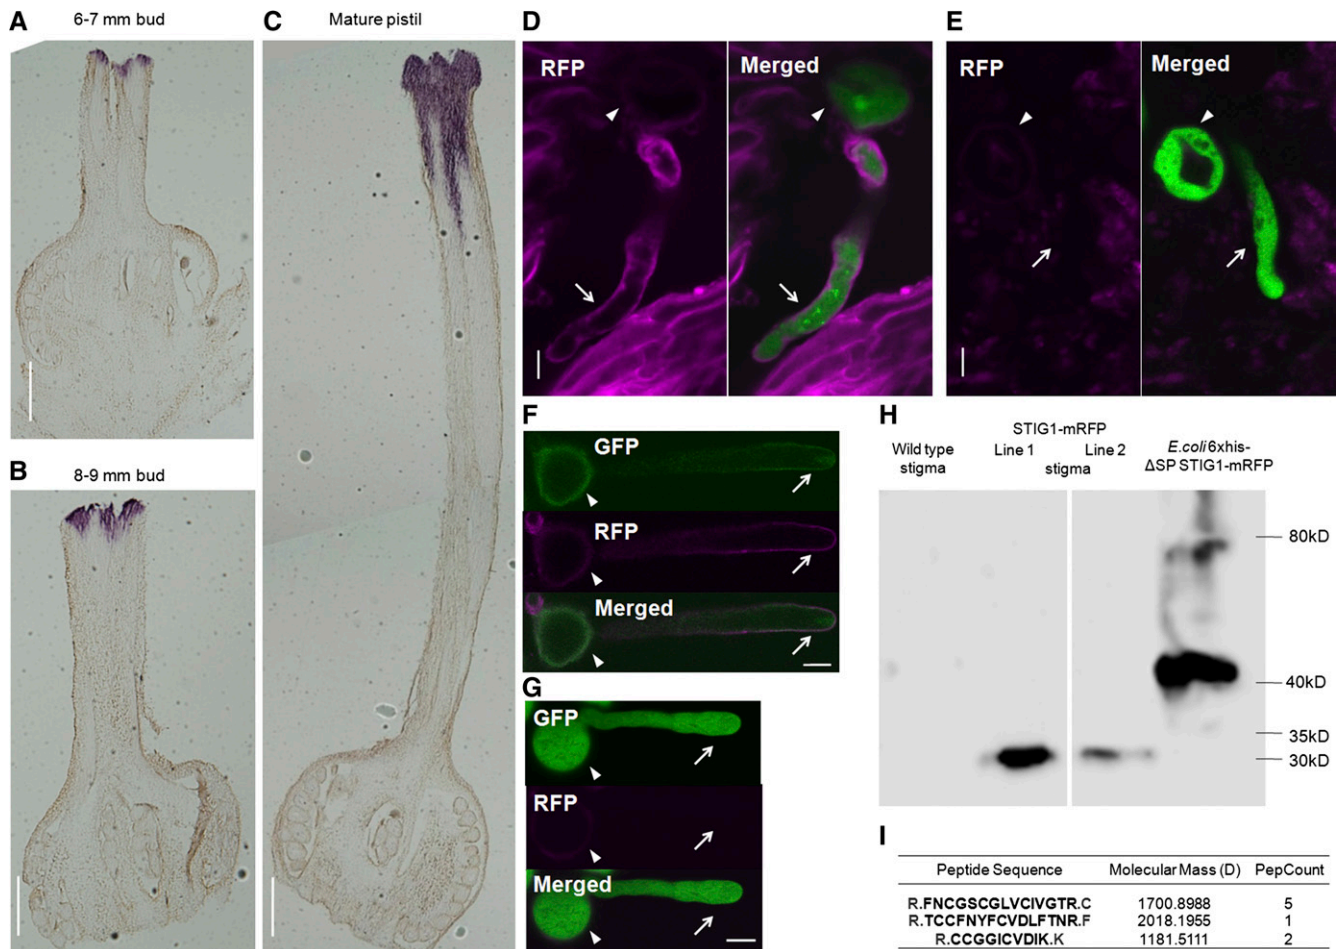 A
6-7 mm bud
B
8-9 mm bud
C
Mature pistil
D
RFP
Merged
E
RFP
Merged
F
GFP
RFP
Merged
G
GFP
RFP
Merged
H
STIG1-mRFP
Wild type
stigma
Line 1
Line 2
stigma
E.coli 6xhis-
ΔSP STIG1-mRFP
80kD
40kD
35kD
30kD
I
Peptide Sequence Molecular Mass (D) PepCount
R.FNCGSCGLVCIVGTR.C 1700.8988 5
R.TCCFNYFCVDLFTNR.F 2018.1955 1
R.CCGGICVDIK.K 1181.5111 2